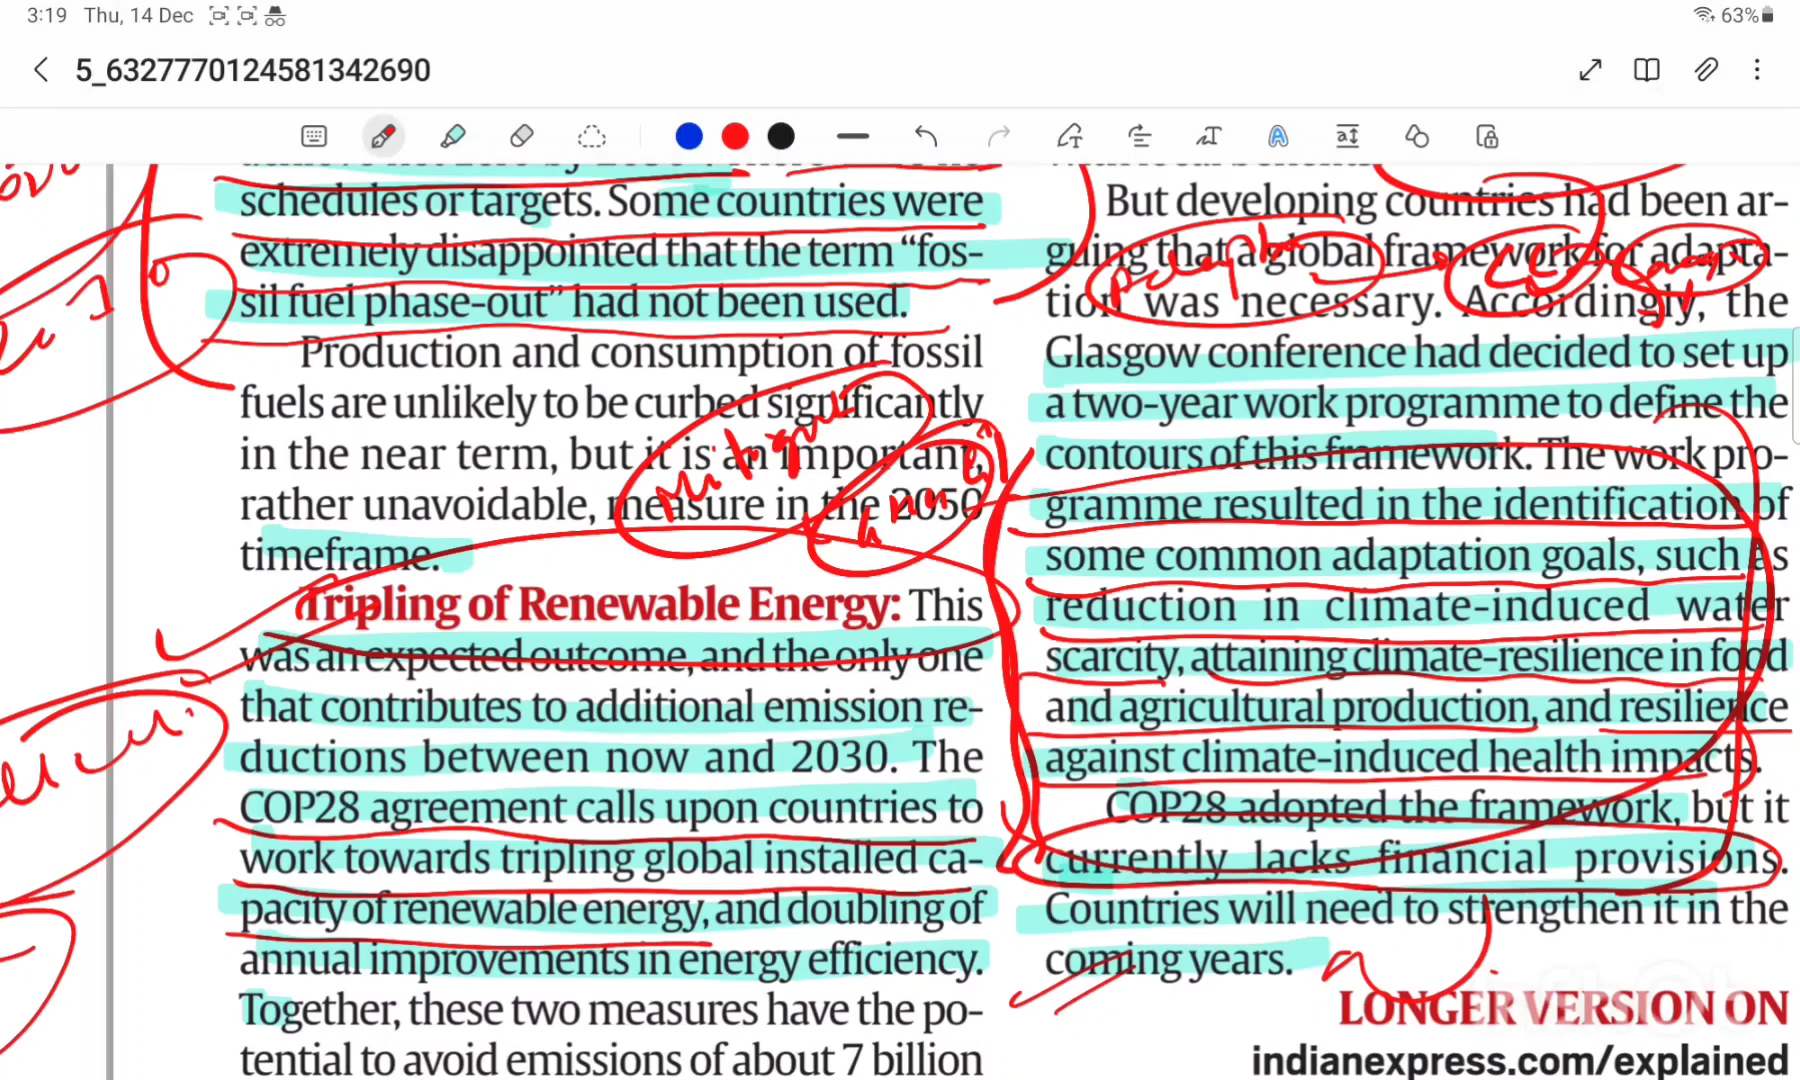 3:19 Thu, 14 Dec
63%
5_6327770124581342690
schedules or targets. Some countries were
extremely disappointed that the term “fos-
sil fuel phase-out” had not been used.
Production and consumption of fossil
fuels are unlikely to be curbed significantly
in the near term, but it is an important,
rather unavoidable, measure in the 2050
timeframe.
Tripling of Renewable Energy: This
was an expected outcome, and the only one
that contributes to additional emission re-
ductions between now and 2030. The
COP28 agreement calls upon countries to
work towards tripling global installed ca-
pacity of renewable energy, and doubling of
annual improvements in energy efficiency.
Together, these two measures have the po-
tential to avoid emissions of about 7 billion
But developing countries had been ar-
guing that a global framework for adapta-
tion was necessary. Accordingly, the
Glasgow conference had decided to set up
a two-year work programme to define the
contours of this framework. The work pro-
gramme resulted in the identification of
some common adaptation goals, such as
reduction in climate-induced water
scarcity, attaining climate-resilience in food
and agricultural production, and resilience
against climate-induced health impacts.
COP28 adopted the framework, but it
currently lacks financial provisions.
Countries will need to strengthen it in the
coming years.
LONGER VERSION ON
indianexpress.com/explained